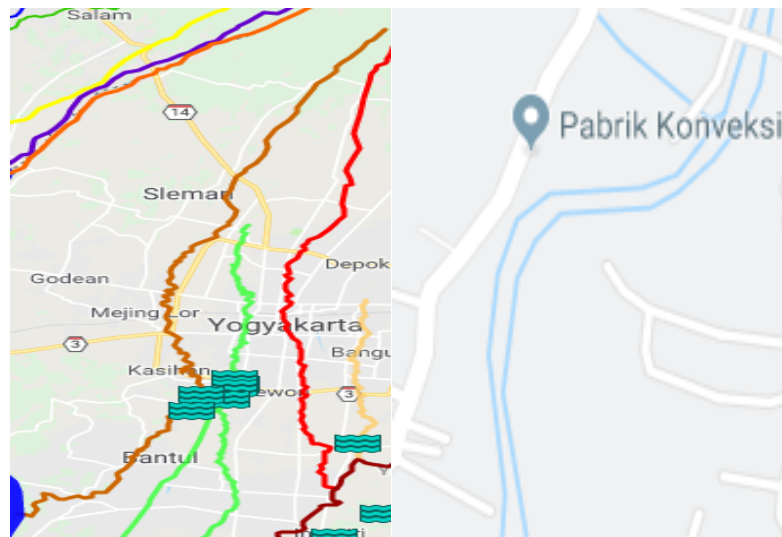 Salam
14
Sleman
Depok
Godean
Mejing Lor
Yogyakarta
3
Bangu
Kasihan
3
Bantul
Pabrik Konveksi